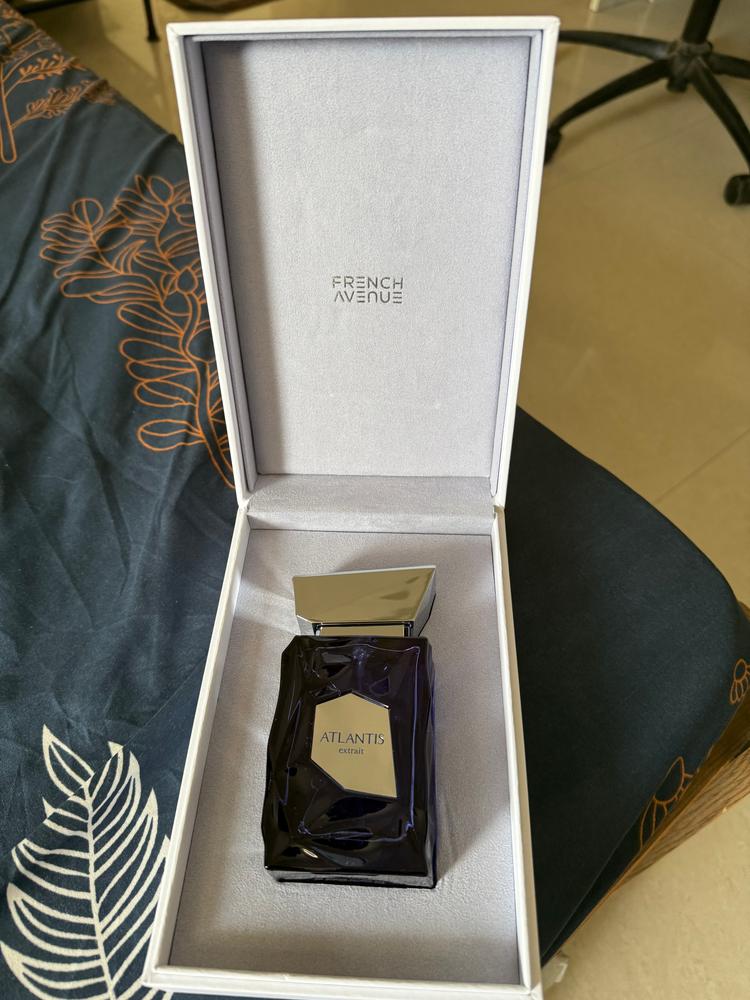 FRENCH
AVENUE
ATLANTIS
extrait